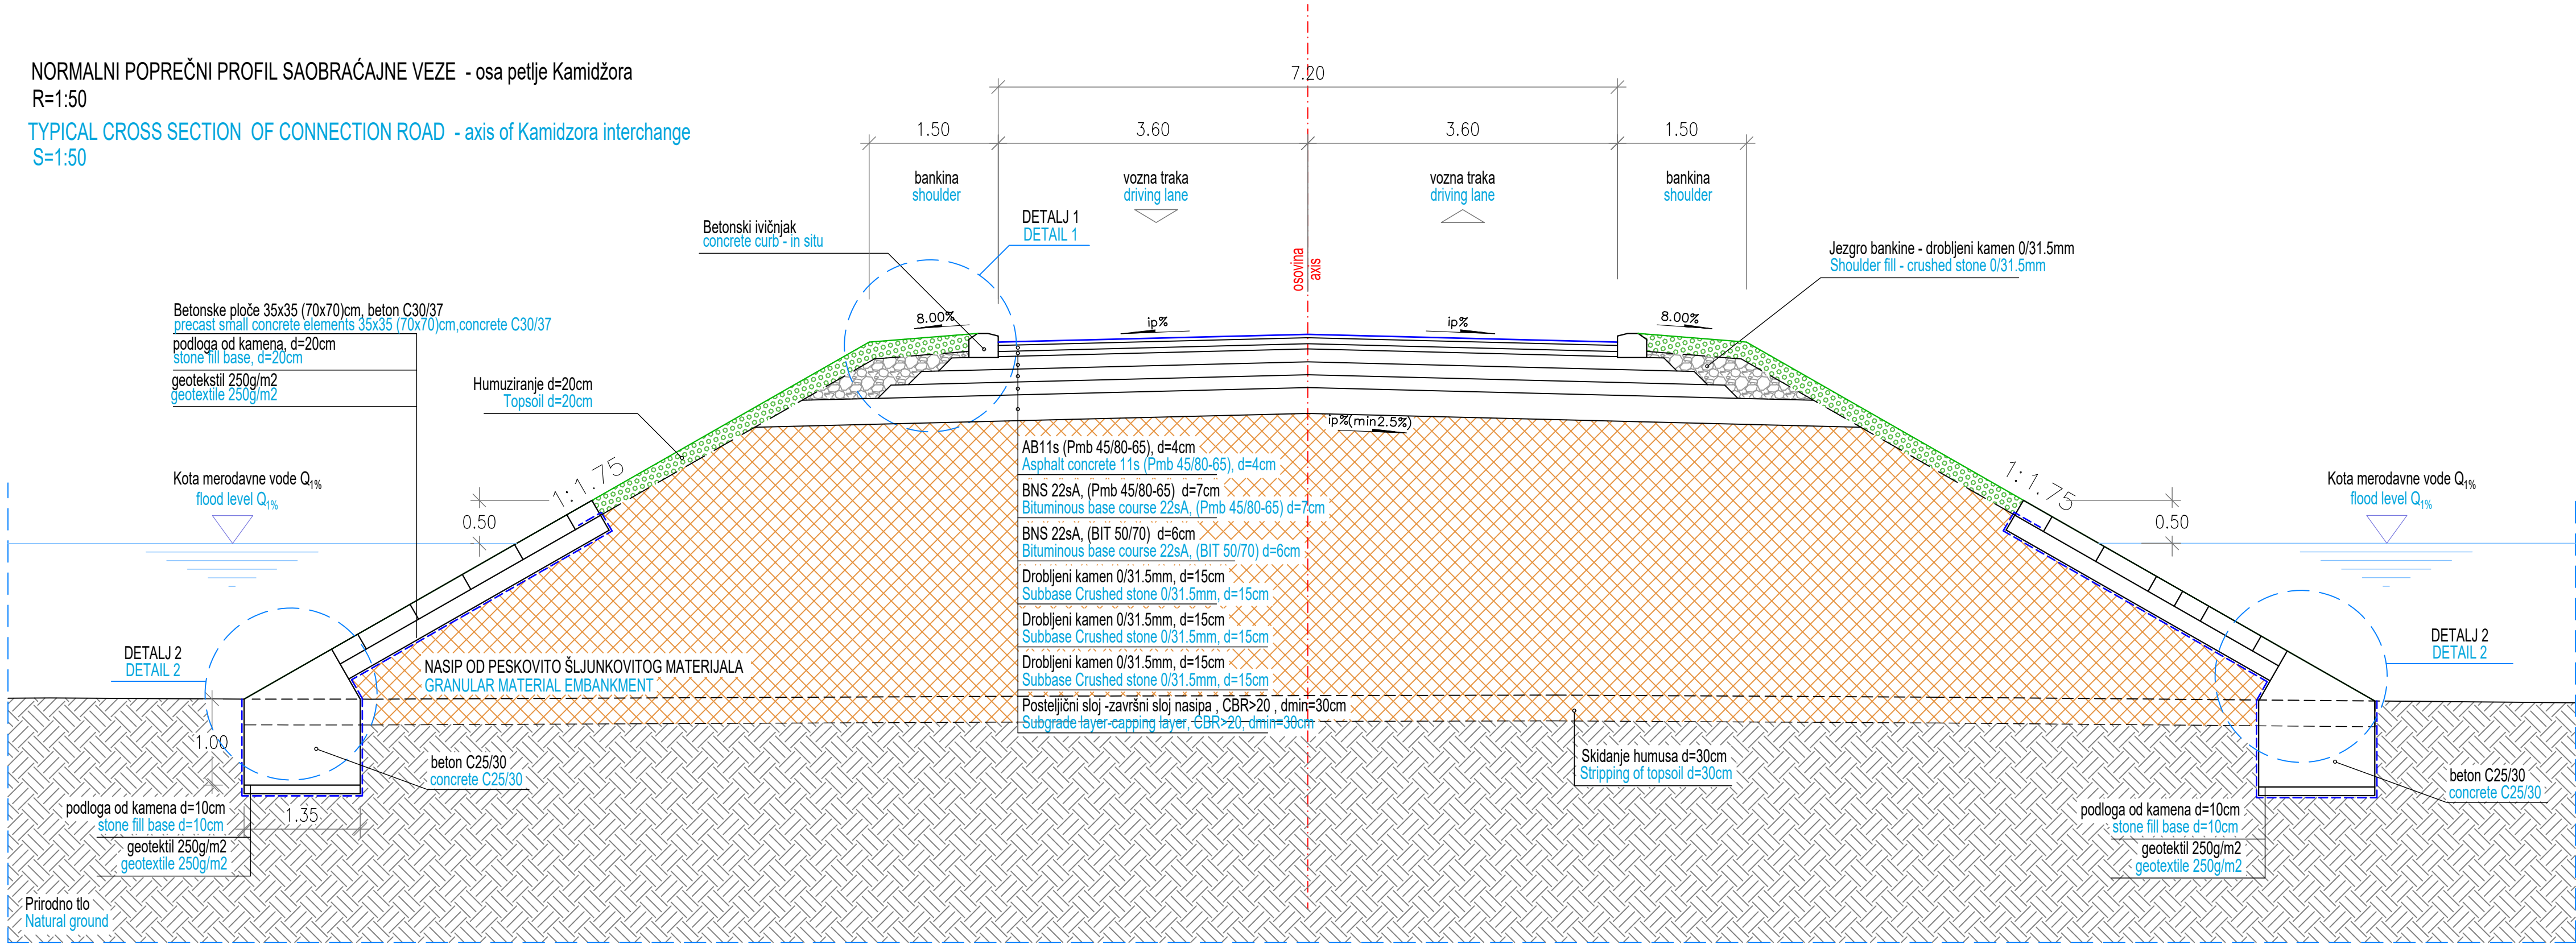 NORMALNI POPREČNI PROFIL SAOBRAĆAJNE VEZE - osa petlje Kamidžora
R=1:50
TYPICAL CROSS SECTION OF CONNECTION ROAD - axis of Kamidzora interchange
S=1:50
7.20
1.50
3.60
3.60
1.50
bankina
shoulder
vozna traka
driving lane
vozna traka
driving lane
bankina
shoulder
Betonski ivičnjak
concrete curb - in situ
DETALJ 1
DETAIL 1
osovina
axis
Jezgro bankine - drobljeni kamen 0/31.5mm
Shoulder fill - crushed stone 0/31.5mm
8.00%
ip%
ip%
8.00%
Betonske ploče 35x35 (70x70)cm, beton C30/37
precast small concrete elements 35x35 (70x70)cm,concrete C30/37
podloga od kamena, d=20cm
stone fill base, d=20cm
geotekstil 250g/m2
geotextile 250g/m2
Humuziranje d=20cm
Topsoil d=20cm
ip%(min2.5%)
Kota merodavne vode Q1%
flood level Q1%
1:1.75
0.50
AB11s (Pmb 45/80-65), d=4cm
Asphalt concrete 11s (Pmb 45/80-65), d=4cm
BNS 22sA, (Pmb 45/80-65) d=7cm
Bituminous base course 22sA, (Pmb 45/80-65) d=7cm
BNS 22sA, (BIT 50/70) d=6cm
Bituminous base course 22sA, (BIT 50/70) d=6cm
Drobljeni kamen 0/31.5mm, d=15cm
Subbase Crushed stone 0/31.5mm, d=15cm
Drobljeni kamen 0/31.5mm, d=15cm
Subbase Crushed stone 0/31.5mm, d=15cm
Drobljeni kamen 0/31.5mm, d=15cm
Subbase Crushed stone 0/31.5mm, d=15cm
Posteljični sloj -završni sloj nasipa , CBR>20 , dmin=30cm
Subgrade layer-capping layer, CBR>20, dmin=30cm
1:1.75
0.50
Kota merodavne vode Q1%
flood level Q1%
DETALJ 2
DETAIL 2
NASIP OD PESKOVITO ŠLJUNKOVITOG MATERIJALA
GRANULAR MATERIAL EMBANKMENT
DETALJ 2
DETAIL 2
1.00
beton C25/30
concrete C25/30
Skidanje humusa d=30cm
Stripping of topsoil d=30cm
beton C25/30
concrete C25/30
podloga od kamena d=10cm
stone fill base d=10cm
1.35
geotektil 250g/m2
geotextile 250g/m2
podloga od kamena d=10cm
stone fill base d=10cm
geotektil 250g/m2
geotextile 250g/m2
Prirodno tlo
Natural ground